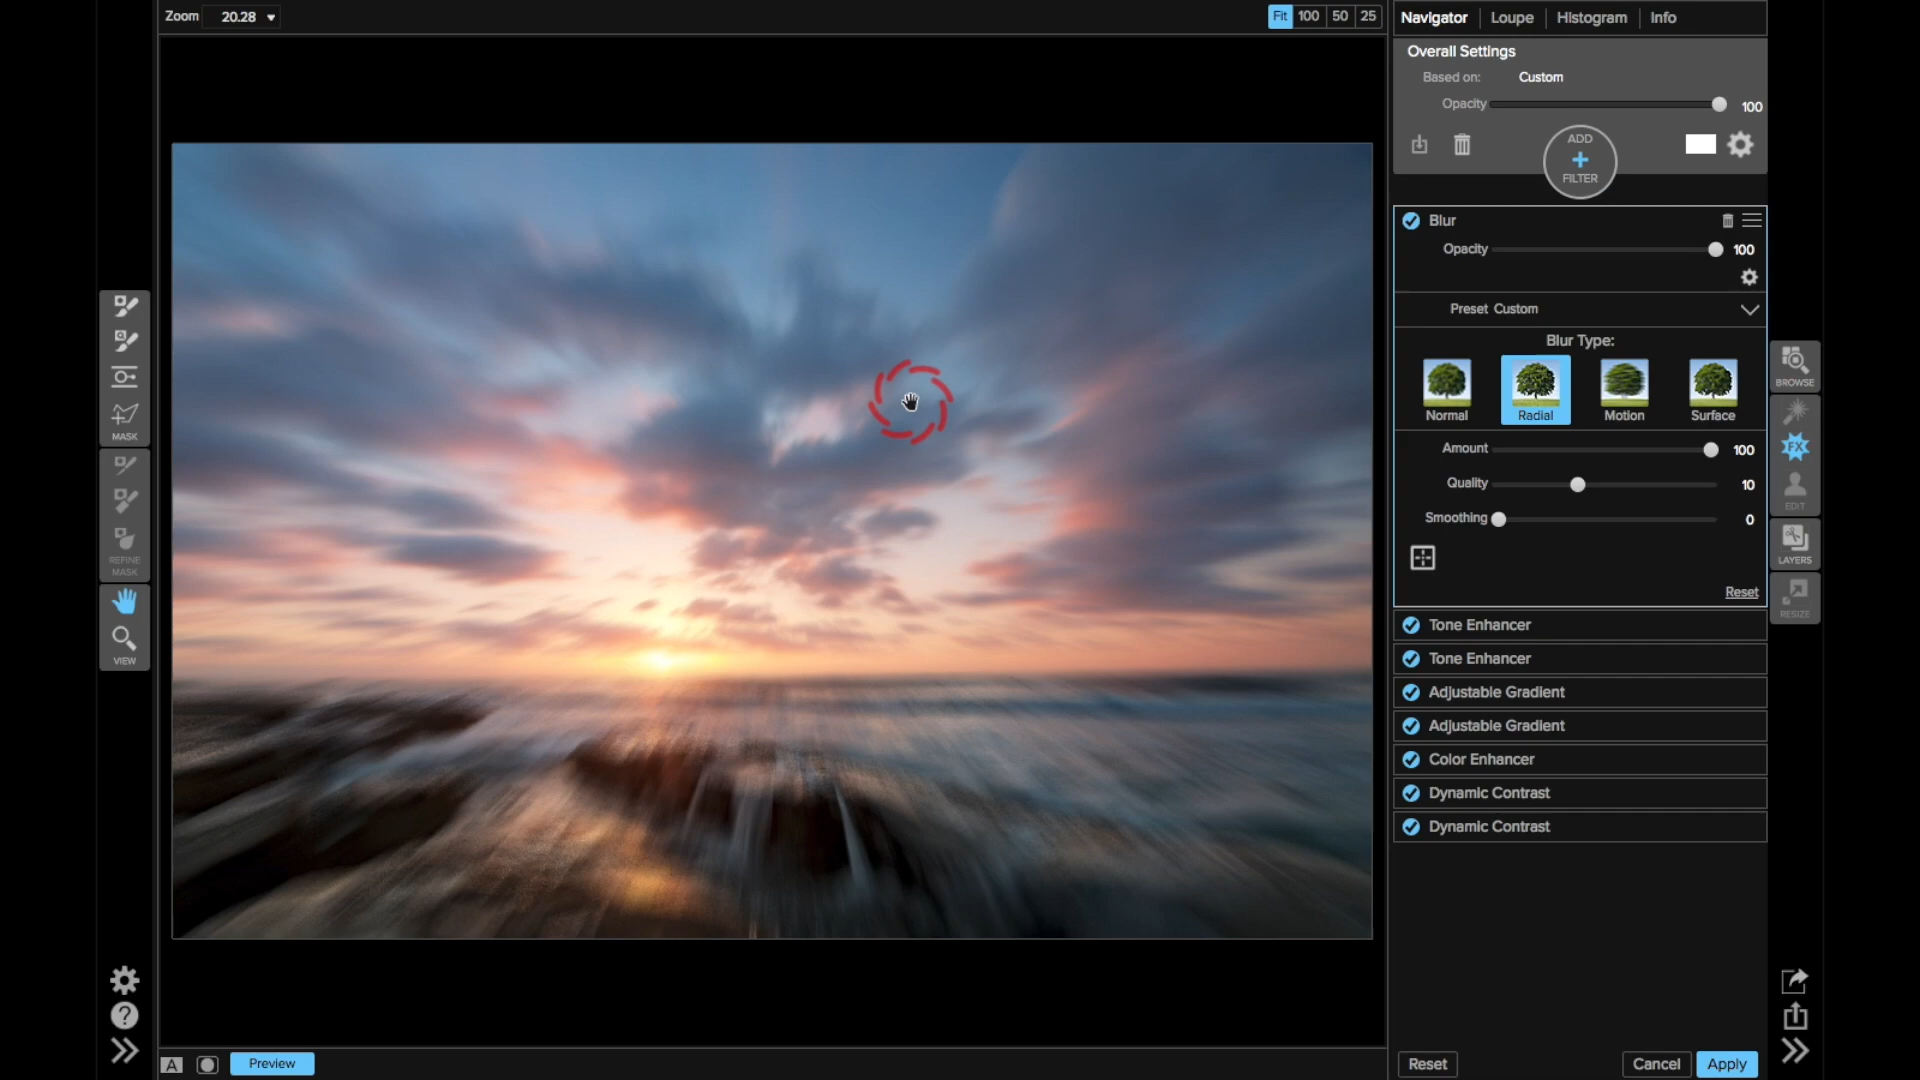 Zoom 20.28
Fit 100 50 25
Navigator Loupe Histogram Info
Overall Settings
Based on: Custom
Opacity 100
ADD
FILTER
Blur
Opacity 100
Preset Custom
Blur Type:
Normal Radial Motion Surface
Amount 100
Quality 10
Smoothing 0
Reset
Tone Enhancer
Tone Enhancer
Adjustable Gradient
Adjustable Gradient
Color Enhancer
Dynamic Contrast
Dynamic Contrast
MASK
REFINE
MASK
VIEW
BROWSE
FX
EDIT
LAYERS
RESIZE
A Preview
Reset Cancel Apply